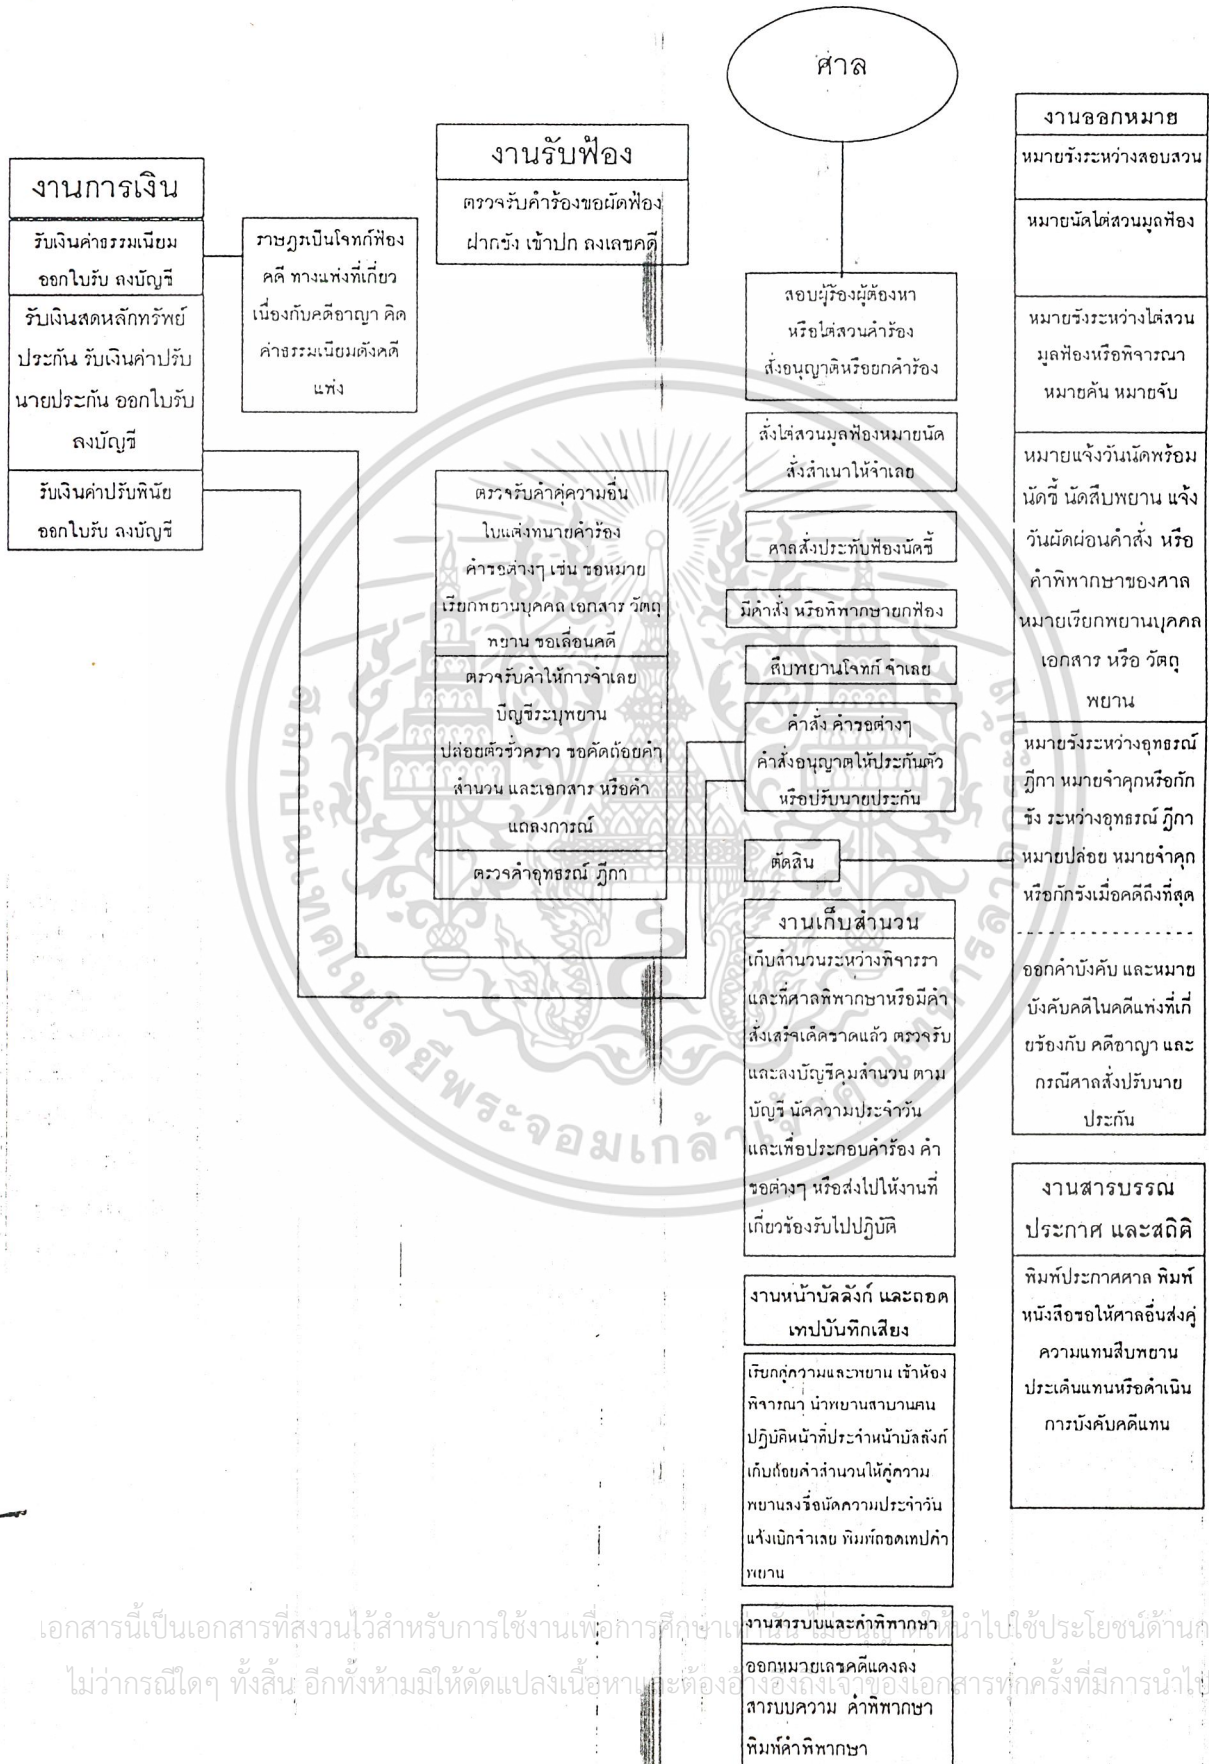 ศาล
งานการเงิน
รับเงินค่าธรรมเนียม
ออกใบรับ ลงบัญชี
รับเงินสดหลักทรัพย์
ประกัน รับเงินค่าปรับ
นายประกัน ออกใบรับ
ลงบัญชี
รับเงินค่าปรับพินัย
ออกใบรับ ลงบัญชี
ราษฎรเป็นโจทก์ฟ้อง
คดี ทางแพ่งที่เกี่ยว
เนื่องกับคดีอาญา คิด
ค่าธรรมเนียมดังคดี
แพ่ง
งานรับฟ้อง
ตรวจรับคำร้องขอผัดฟ้อง
ฝากขัง เข้าปก ลงเลขคดี
ตรวจรับคำคู่ความยื่น
ใบแต่งทนายคำร้อง
คำขอต่างๆ เช่น ขอหมาย
เรียกพยานบุคคล เอกสาร วัตถุ
พยาน ขอเลื่อนคดี
ตรวจรับคำให้การจำเลย
บัญชีระบุพยาน
ปล่อยตัวชั่วคราว ขอคัดถ้อยคำ
สำนวน และเอกสาร หรือคำ
แถลงการณ์
ตรวจคำอุทธรณ์ ฎีกา
สอบผู้ร้องผู้ต้องหา
หรือไต่สวนคำร้อง
สั่งอนุญาติหรือยกคำร้อง
สั่งไต่สวนมูลฟ้องหมายนัด
สั่งสำเนาให้จำเลย
ศาลสั่งประทับฟ้องนัดชี้
มีคำสั่ง หรือพิพากษายกฟ้อง
สืบพยานโจทก์ จำเลย
คำสั่ง คำขอต่างๆ
คำสั่งอนุญาตให้ประกันตัว
หรือปรับนายประกัน
ตัดสิน
งานเก็บสำนวน
เก็บสำนวนระหว่างพิจารรา
และที่ศาลพิพากษาหรือมีคำ
สั่งเสร็จเด็ดขาดแล้ว ตรวจรับ
และลงบัญชีคุมสำนวน ตาม
บัญชี นัดความประจำวัน
และเพื่อประกอบคำร้อง คำ
ขอต่างๆ หรือส่งไปให้งานที่
เกี่ยวข้องรับไปปฏิบัติ
งานหน้าบัลลังก์ และถอด
เทปบันทึกเสียง
เรียกคู่ความและพยาน เข้าห้อง
พิจารณา นำพยานสาบานตน
ปฏิบัติหน้าที่ประจำหน้าบัลลังก์
เก็บถ้อยคำสำนวนให้คู่ความ
พยานลงชื่อนัดความประจำวัน
แจ้งเบิกจำเลย พิมพ์ถอดเทปคำ
พยาน
งานสารบบและคำพิพากษา
ออกหมายเลขคดีแดงลง
สารบบความ คำพิพากษา
พิมพ์คำพิพากษา
งานออกหมาย
หมายขังระหว่างสอบสวน
หมายนัดไต่สวนมูลฟ้อง
หมายขังระหว่างไต่สวน
มูลฟ้องหรือพิจารณา
หมายค้น หมายจับ
หมายแจ้งวันนัดพร้อม
นัดชี้ นัดสืบพยาน แจ้ง
วันผัดผ่อนคำสั่ง หรือ
คำพิพากษาของศาล
หมายเรียกพยานบุคคล
เอกสาร หรือ วัตถุ
พยาน
หมายขังระหว่างอุทธรณ์
ฎีกา หมายจำคุกหรือกัก
ขัง ระหว่างอุทธรณ์ ฎีกา
หมายปล่อย หมายจำคุก
หรือกักขังเมื่อคดีถึงที่สุด
ออกคำบังคับ และหมาย
บังคับคดีในคดีแพ่งที่เกี่
ยวข้องกับ คดีอาญา และ
กรณีศาลสั่งปรับนาย
ประกัน
งานสารบรรณ
ประกาศ และสถิติ
พิมพ์ประกาศศาล พิมพ์
หนังสือขอให้ศาลอื่นส่งคู่
ความแทนสืบพยาน
ประเด็นแทนหรือดำเนิน
การบังคับคดีแทน
สถาบันเทคโนโลยีพระจอมเกล้าเจ้าคุณทหารลาดกระบัง
เอกสารนี้เป็นเอกสารที่สงวนไว้สำหรับการใช้งานเพื่อการศึกษาเท่านั้น ไม่อนุญาตให้นำไปใช้ประโยชน์ด้าน
ไม่ว่ากรณีใดๆ ทั้งสิ้น อีกทั้งห้ามมิให้ดัดแปลงเนื้อหาและต้องอ้างอิงถึงเจ้าของเอกสารทุกครั้งที่มีการนำไป